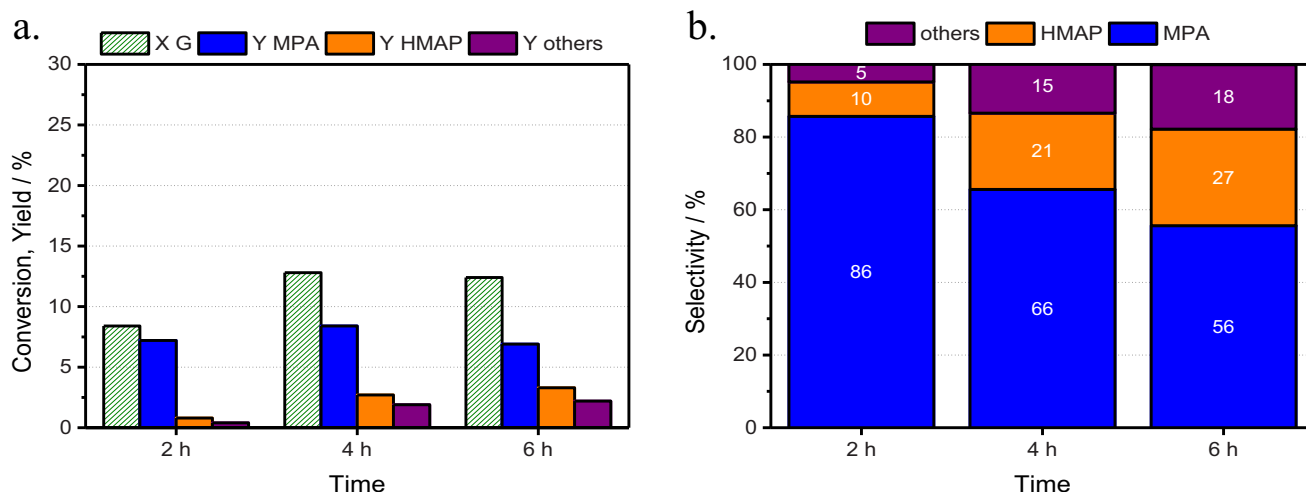 a.
X G Y MPA Y HMAP Y others
30
25
20
15
10
5
0
Conversion, Yield / %
2 h 4 h 6 h
Time
b.
others HMAP MPA
100
80
60
40
20
0
Selectivity / %
5 15 18
10 21 27
86 66 56
2 h 4 h 6 h
Time